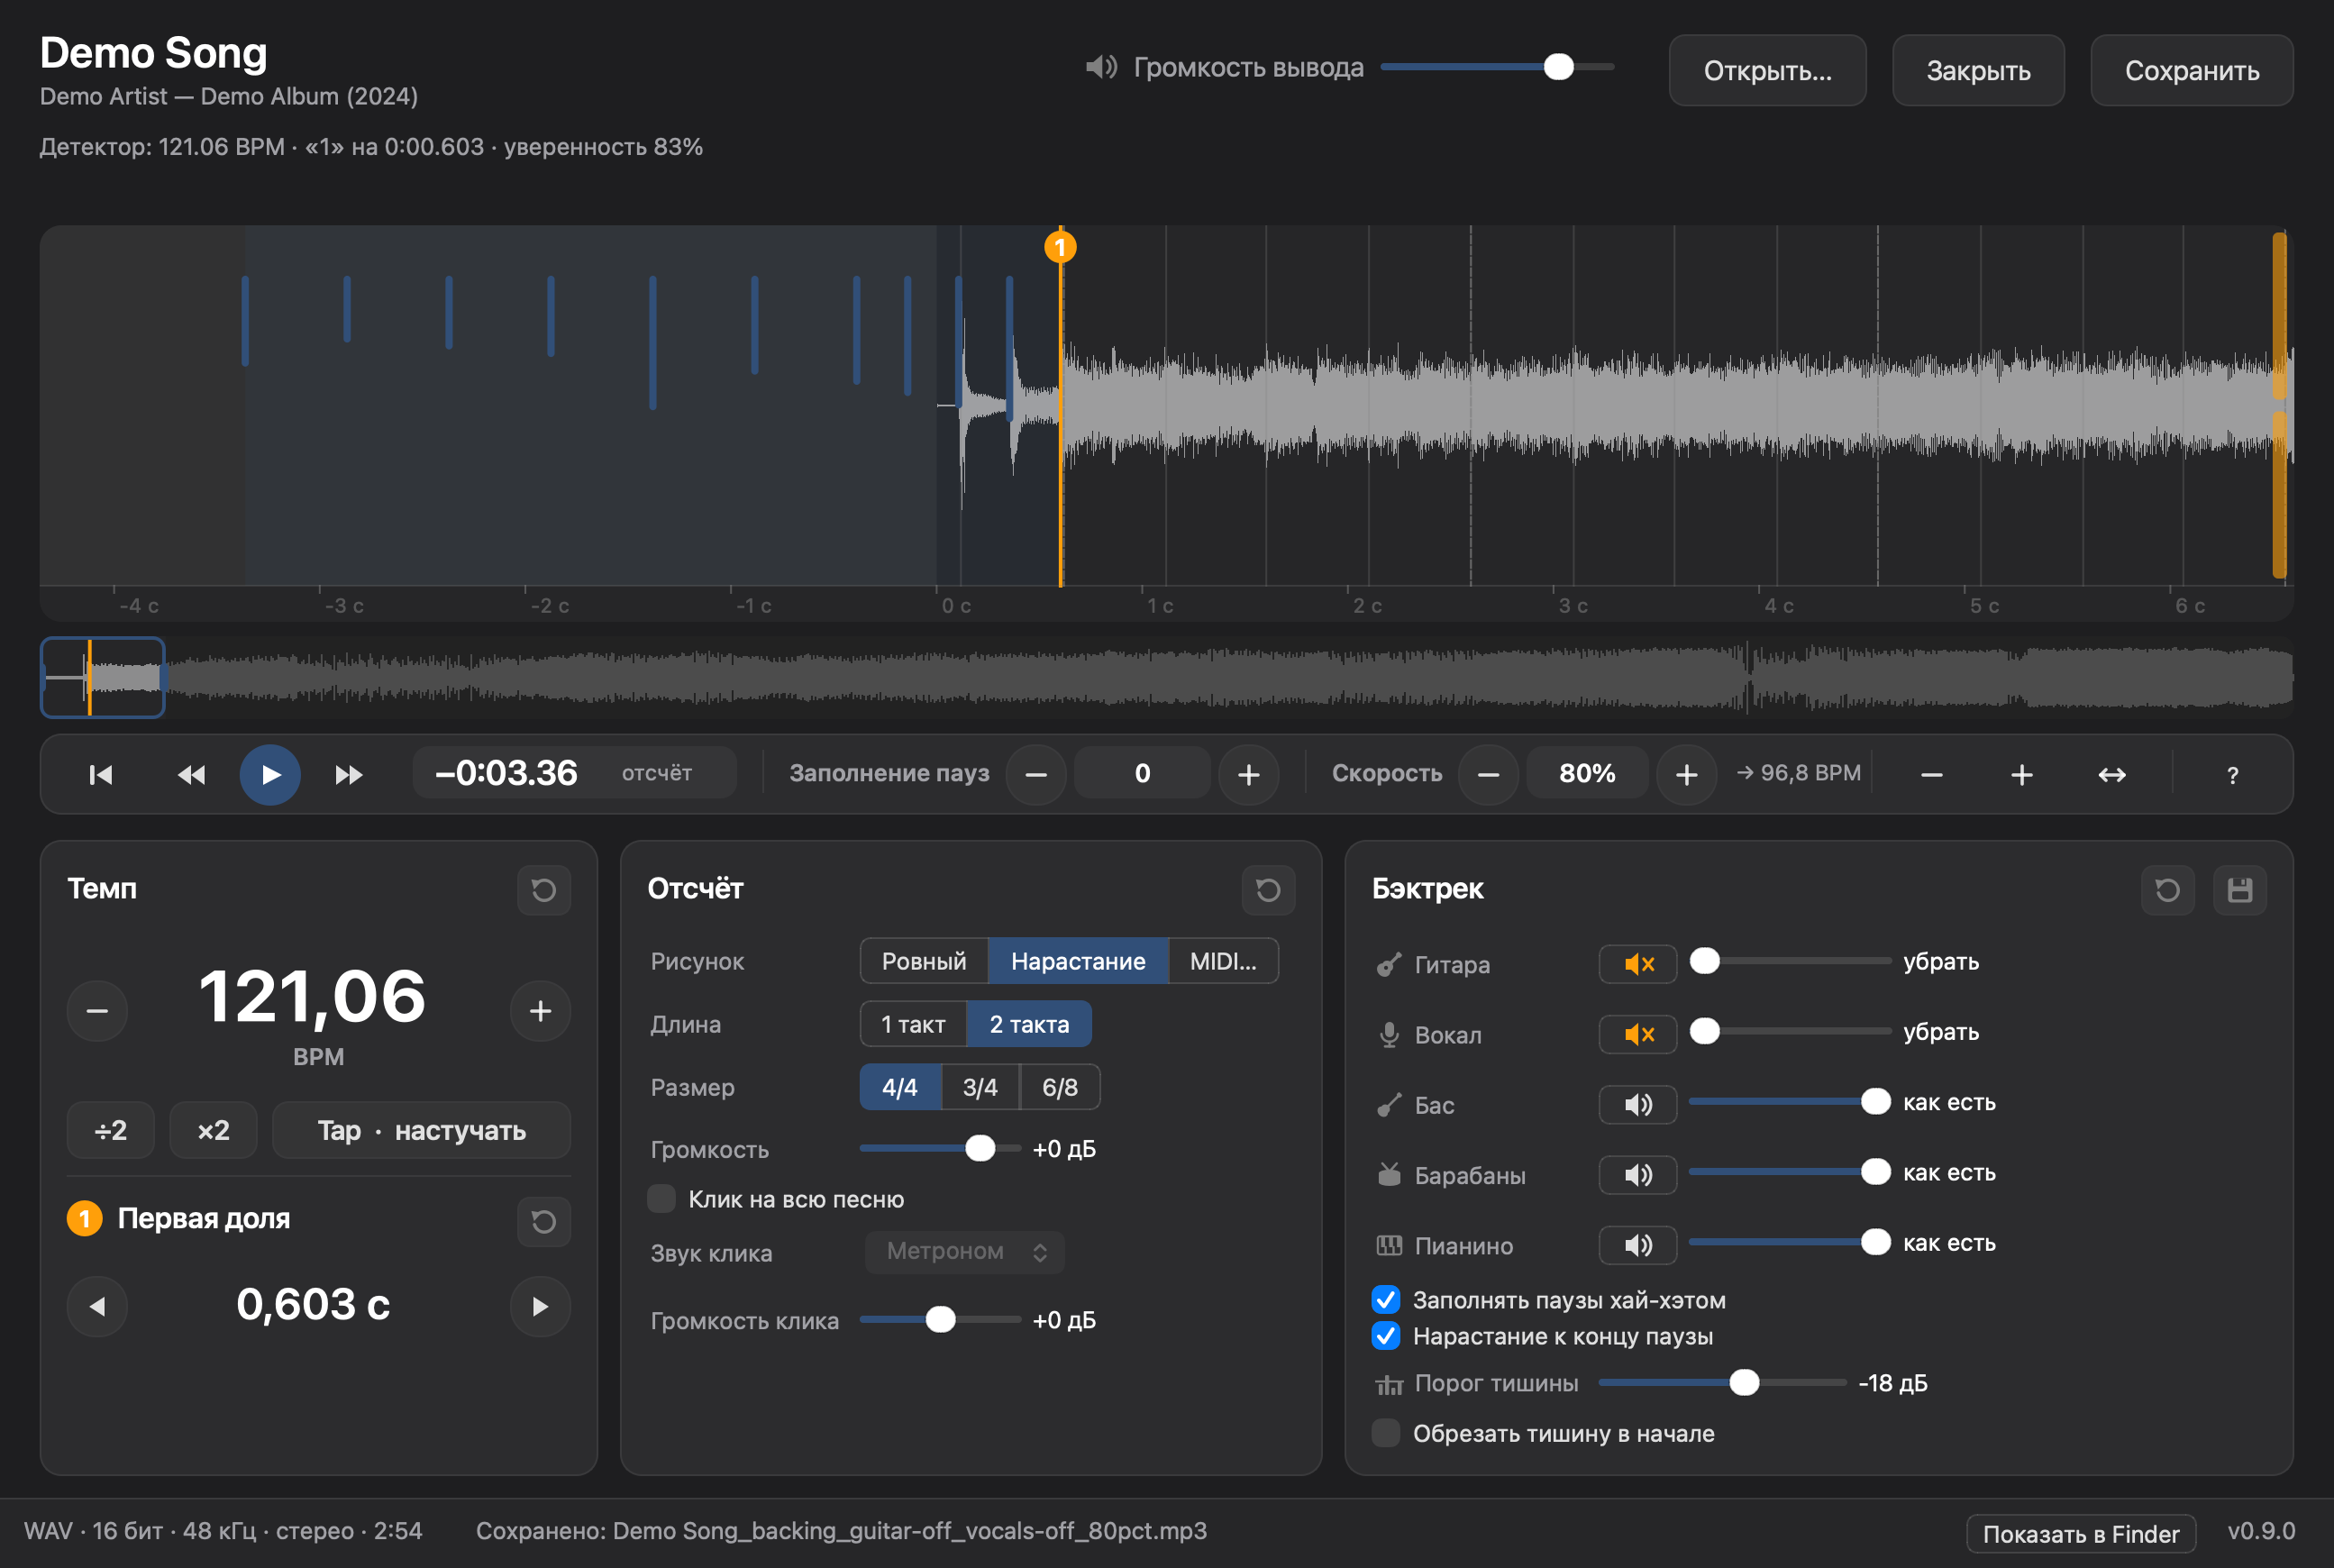 Demo Song
Demo Artist — Demo Album (2024)
Детектор: 121.06 BPM · «1» на 0:00.603 · уверенность 83%
Громкость вывода
Открыть...
Закрыть
Сохранить
1
-4 с -3 с -2 с -1 с 0 с 1 с 2 с 3 с 4 с 5 с 6 с
−0:03.36 отсчёт Заполнение пауз − 0 + Скорость − 80% + → 96,8 BPM − + ↔ ?
Темп
− 121,06 +
BPM
÷2 ×2 Tap · настучать
1 Первая доля
0,603 с
Отсчёт
Рисунок Ровный Нарастание MIDI...
Длина 1 такт 2 такта
Размер 4/4 3/4 6/8
Громкость +0 дБ
Клик на всю песню
Звук клика Метроном
Громкость клика +0 дБ
Бэктрек
Гитара убрать
Вокал убрать
Бас как есть
Барабаны как есть
Пианино как есть
Заполнять паузы хай-хэтом
Нарастание к концу паузы
Порог тишины -18 дБ
Обрезать тишину в начале
WAV · 16 бит · 48 кГц · стерео · 2:54 Сохранено: Demo Song_backing_guitar-off_vocals-off_80pct.mp3 Показать в Finder v0.9.0